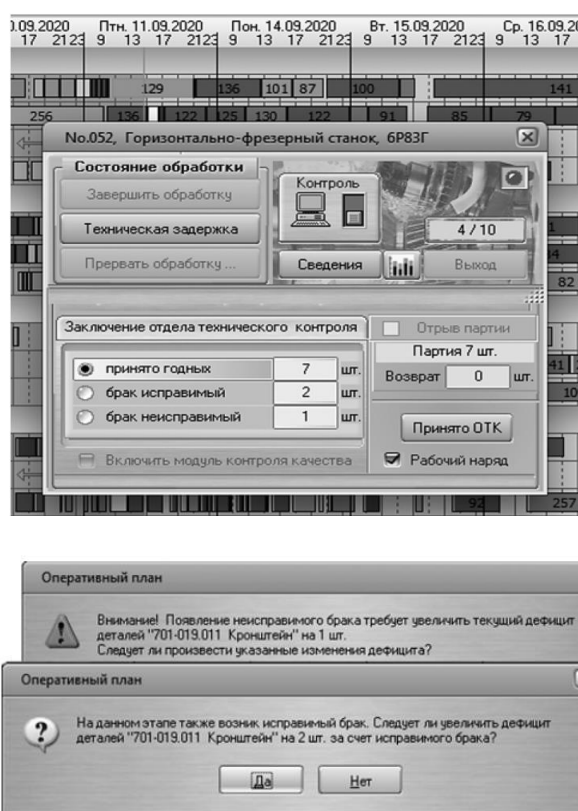 0.09.2020 Птн. 11.09.2020 Пон. 14.09.2020 Вт. 15.09.2020 Ср. 16.09.20
17 21 23 9 13 17 21 23 9 13 17 21 23 9 13 17 21 23 9 13 17
129 136 101 87 100 141
256 136 122 125 130 122 91 85 79
No.052, Горизонтально-фрезерный станок, 6Р83Г
Состояние обработки
Завершить обработку
Контроль
Техническая задержка
4 / 10
Прервать обработку ...
Сведения
Выход
82
Заключение отдела технического контроля
Отрыв партии
Партия 7 шт.
принято годных 7 шт.
Возврат 0 шт.
брак исправимый 2 шт.
брак неисправимый 1 шт.
Принято ОТК
Включить модуль контроля качества
Рабочий наряд
92 257
Оперативный план
Внимание! Появление неисправимого брака требует увеличить текущий дефицит
деталей "701-019.011 Кронштейн" на 1 шт.
Следует ли произвести указанные изменения дефицита?
Оперативный план
На данном этапе также возник исправимый брак. Следует ли увеличить дефицит
деталей "701-019.011 Кронштейн" на 2 шт. за счет исправимого брака?
Да Нет